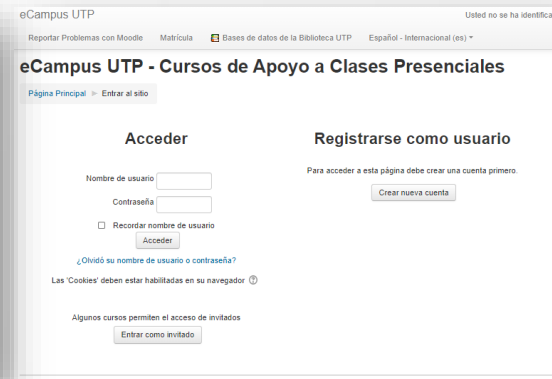 eCampus UTP
Usted no se ha identifica
Reportar Problemas con Moodle Matrícula Bases de datos de la Biblioteca UTP Español - Internacional (es)
eCampus UTP - Cursos de Apoyo a Clases Presenciales
Página Principal Entrar al sitio
Acceder
Nombre de usuario
Contraseña
Recordar nombre de usuario
Acceder
¿Olvidó su nombre de usuario o contraseña?
Las 'Cookies' deben estar habilitadas en su navegador
Algunos cursos permiten el acceso de invitados
Entrar como invitado
Registrarse como usuario
Para acceder a esta página debe crear una cuenta primero.
Crear nueva cuenta